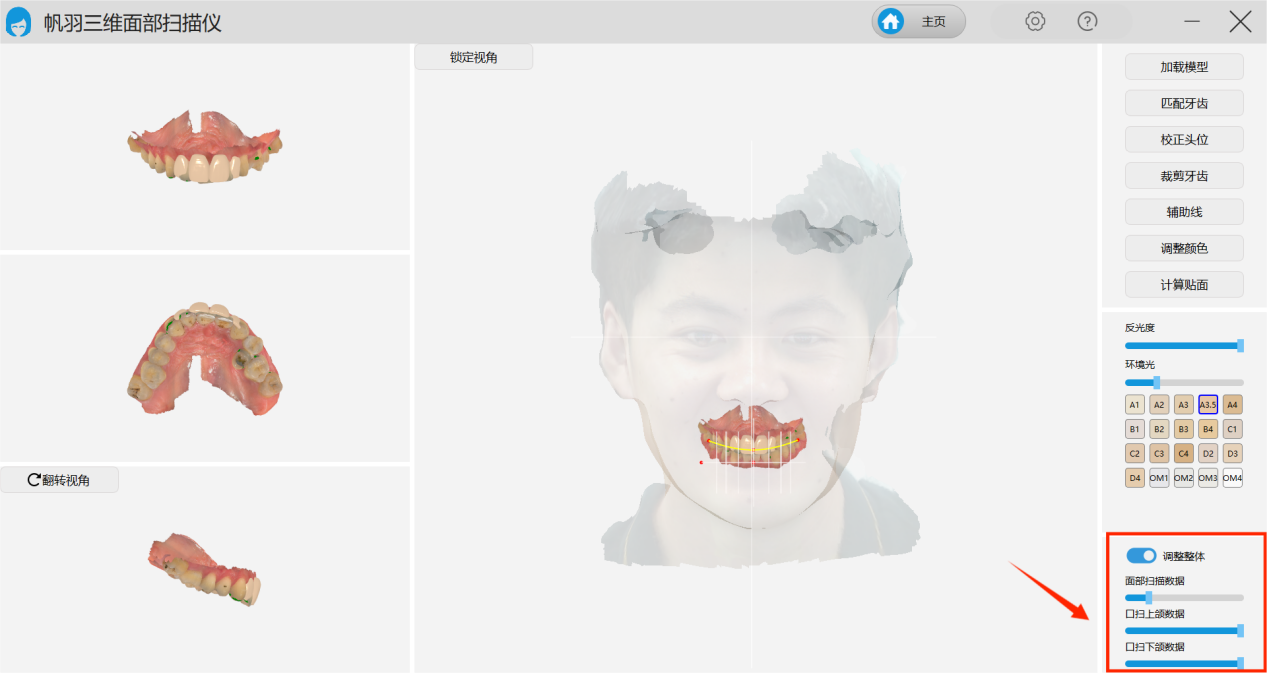 帆羽三维面部扫描仪
主页
锁定视角
翻转视角
加载模型
匹配牙齿
校正头位
裁剪牙齿
辅助线
调整颜色
计算贴面
反光度
环境光
A1 A2 A3 A3.5 A4
B1 B2 B3 B4 C1
C2 C3 C4 D2 D3
D4 OM1 OM2 OM3 OM4
调整整体
面部扫描数据
口扫上颌数据
口扫下颌数据